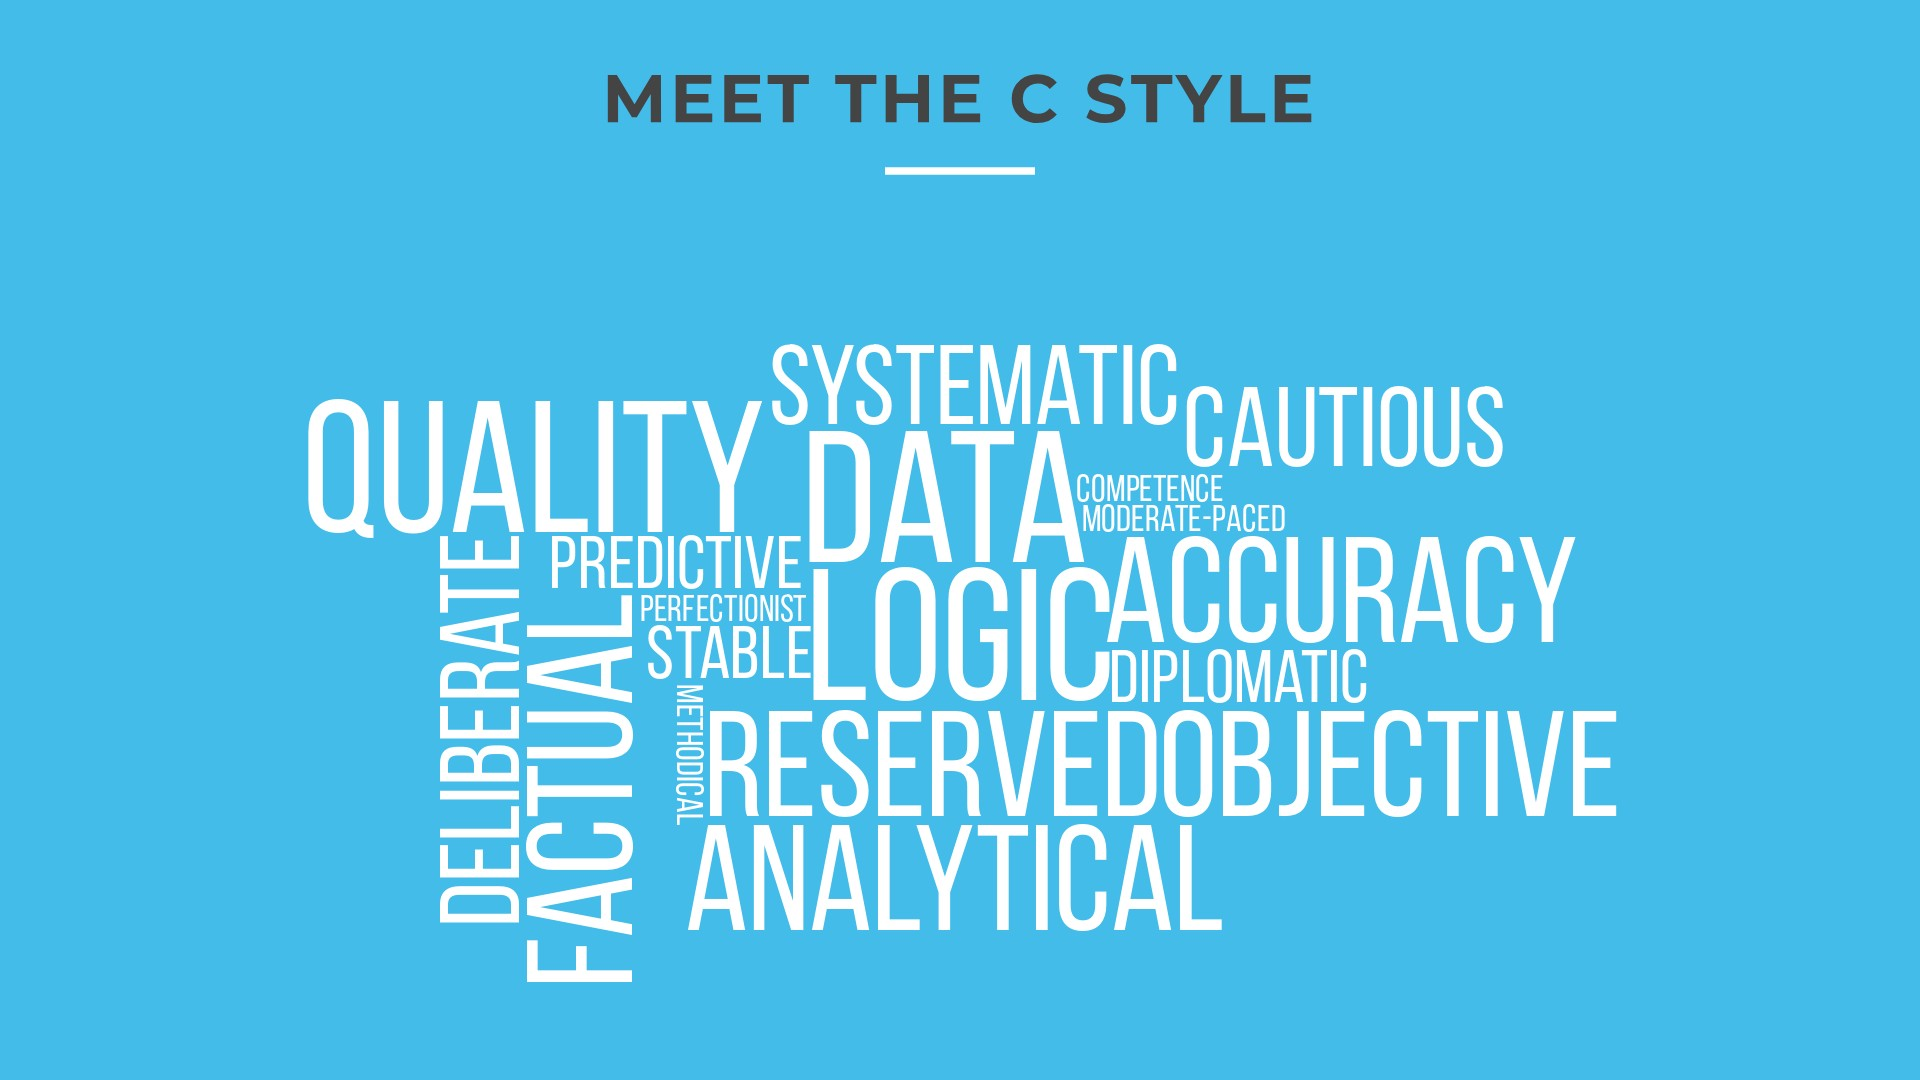 MEET THE C STYLE
SYSTEMATIC
CAUTIOUS
QUALITY
DATA
COMPETENCE
MODERATE-PACED
PREDICTIVE
ACCURACY
PERFECTIONIST
STABLE
LOGIC
DIPLOMATIC
DELIBERATE
FACTUAL
METHODICAL
RESERVED
OBJECTIVE
ANALYTICAL